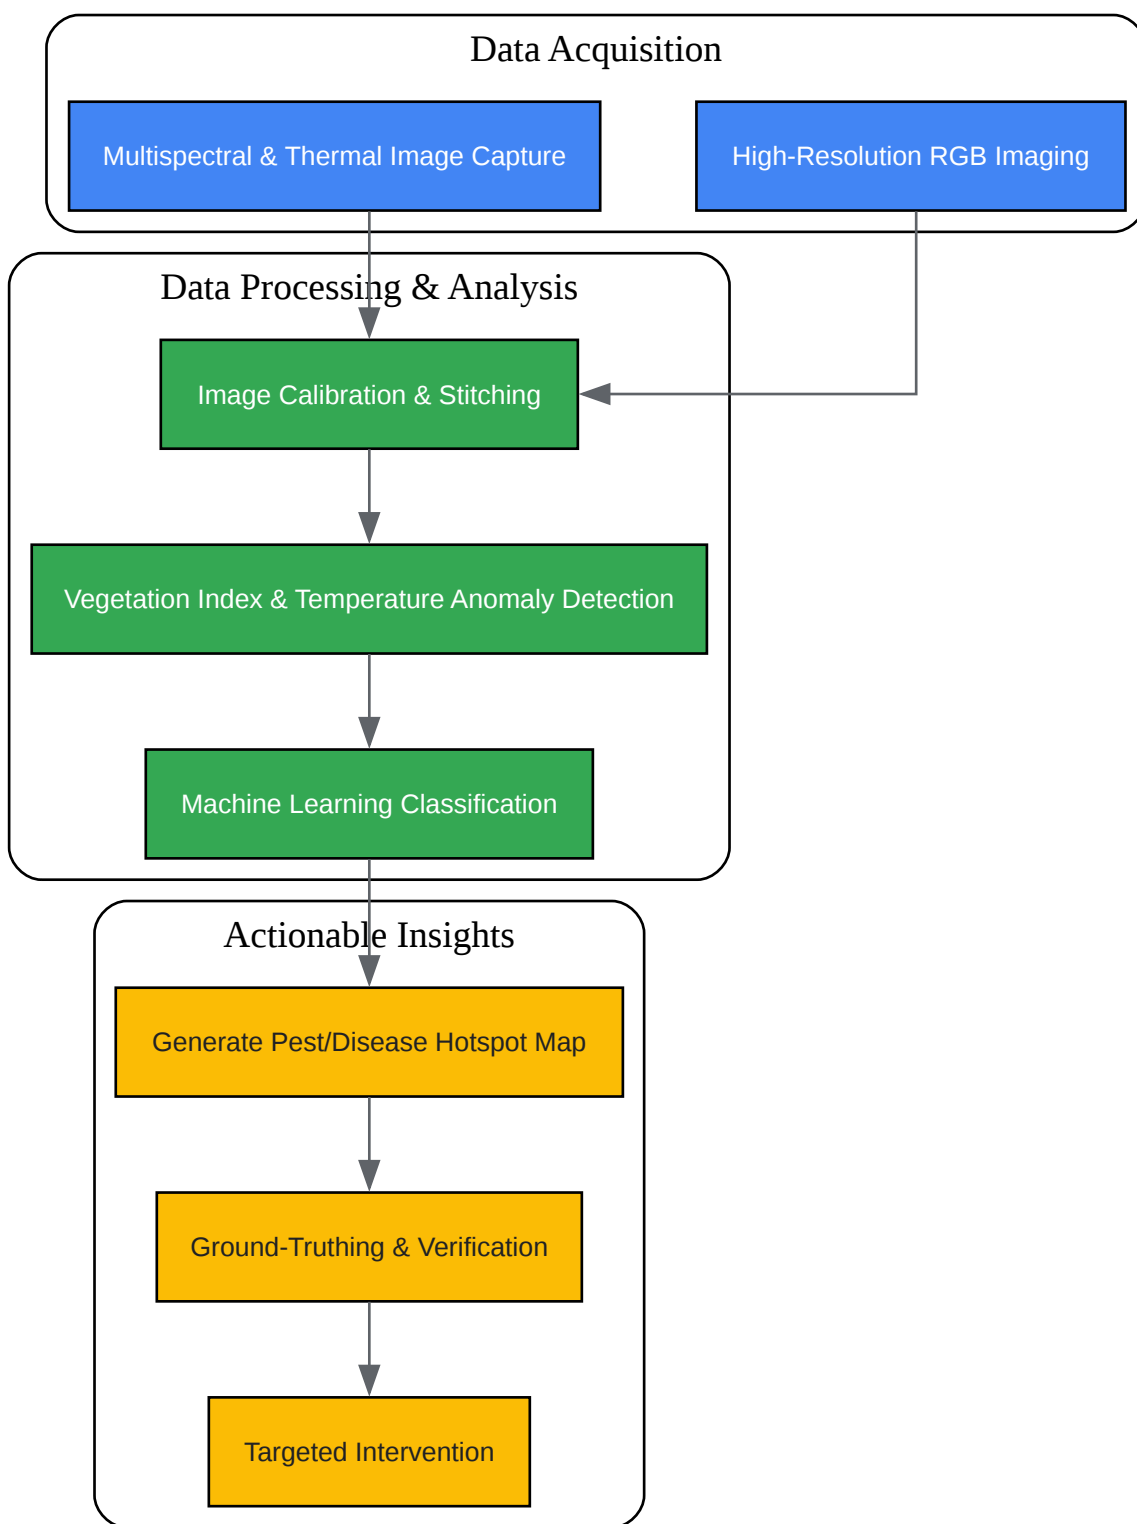 Data Acquisition
Multispectral & Thermal Image Capture
High-Resolution RGB Imaging
Data Processing & Analysis
Image Calibration & Stitching
Vegetation Index & Temperature Anomaly Detection
Machine Learning Classification
Actionable Insights
Generate Pest/Disease Hotspot Map
Ground-Truthing & Verification
Targeted Intervention